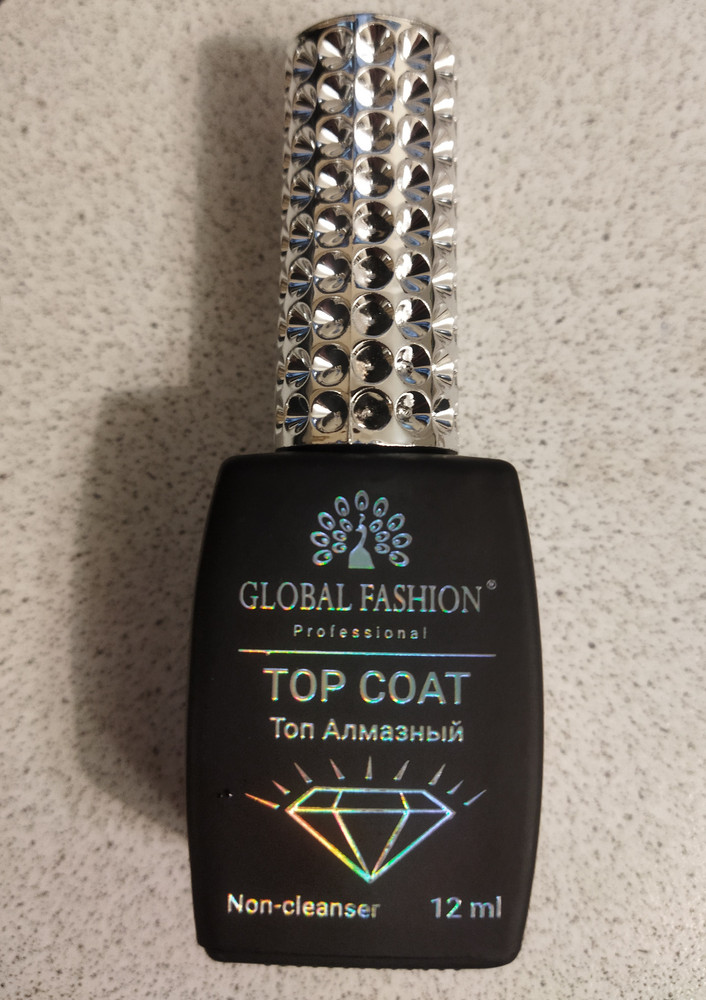 GLOBAL FASHION®
Professional
TOP COAT
Топ Алмазный
Non-cleanser 12 ml